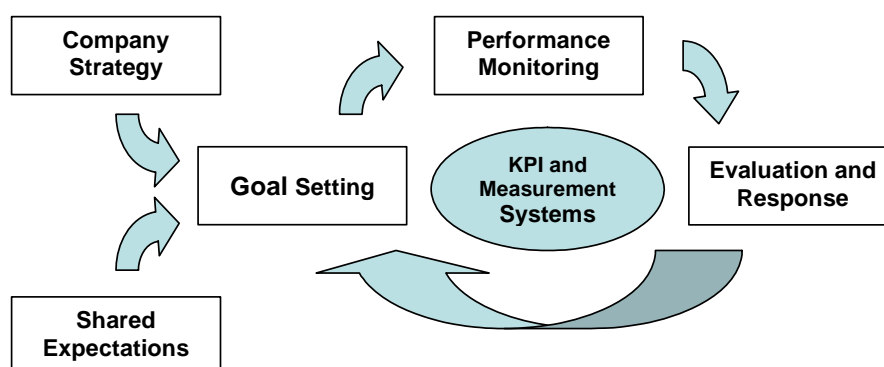 Company
Strategy
Performance
Monitoring
Goal Setting
KPI and
Measurement
Systems
Evaluation and
Response
Shared
Expectations